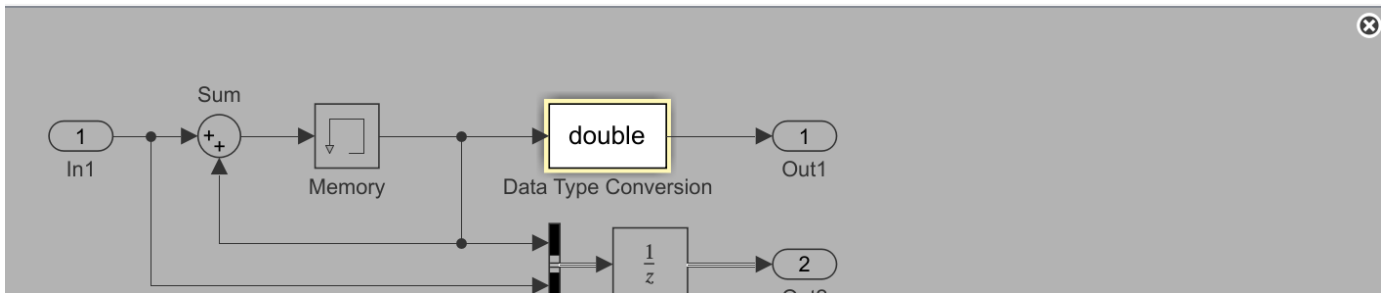 Sum
1
+
+
double
1
In1
Memory
Data Type Conversion
Out1
1
z
2